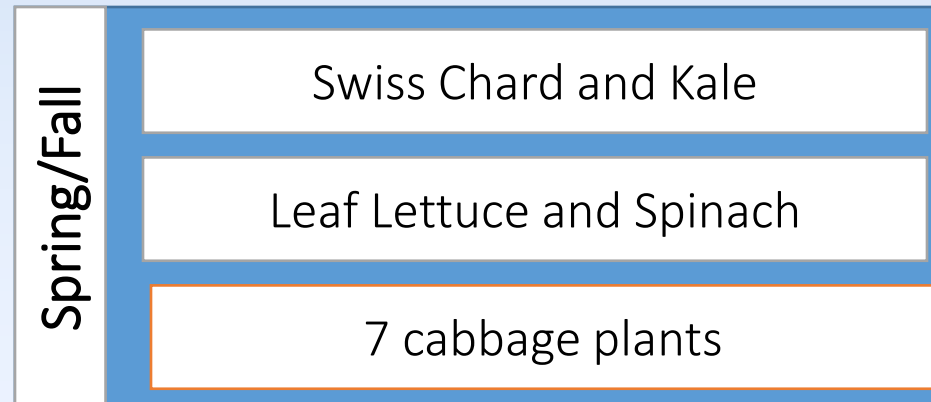 Spring/Fall
Swiss Chard and Kale
Leaf Lettuce and Spinach
7 cabbage plants